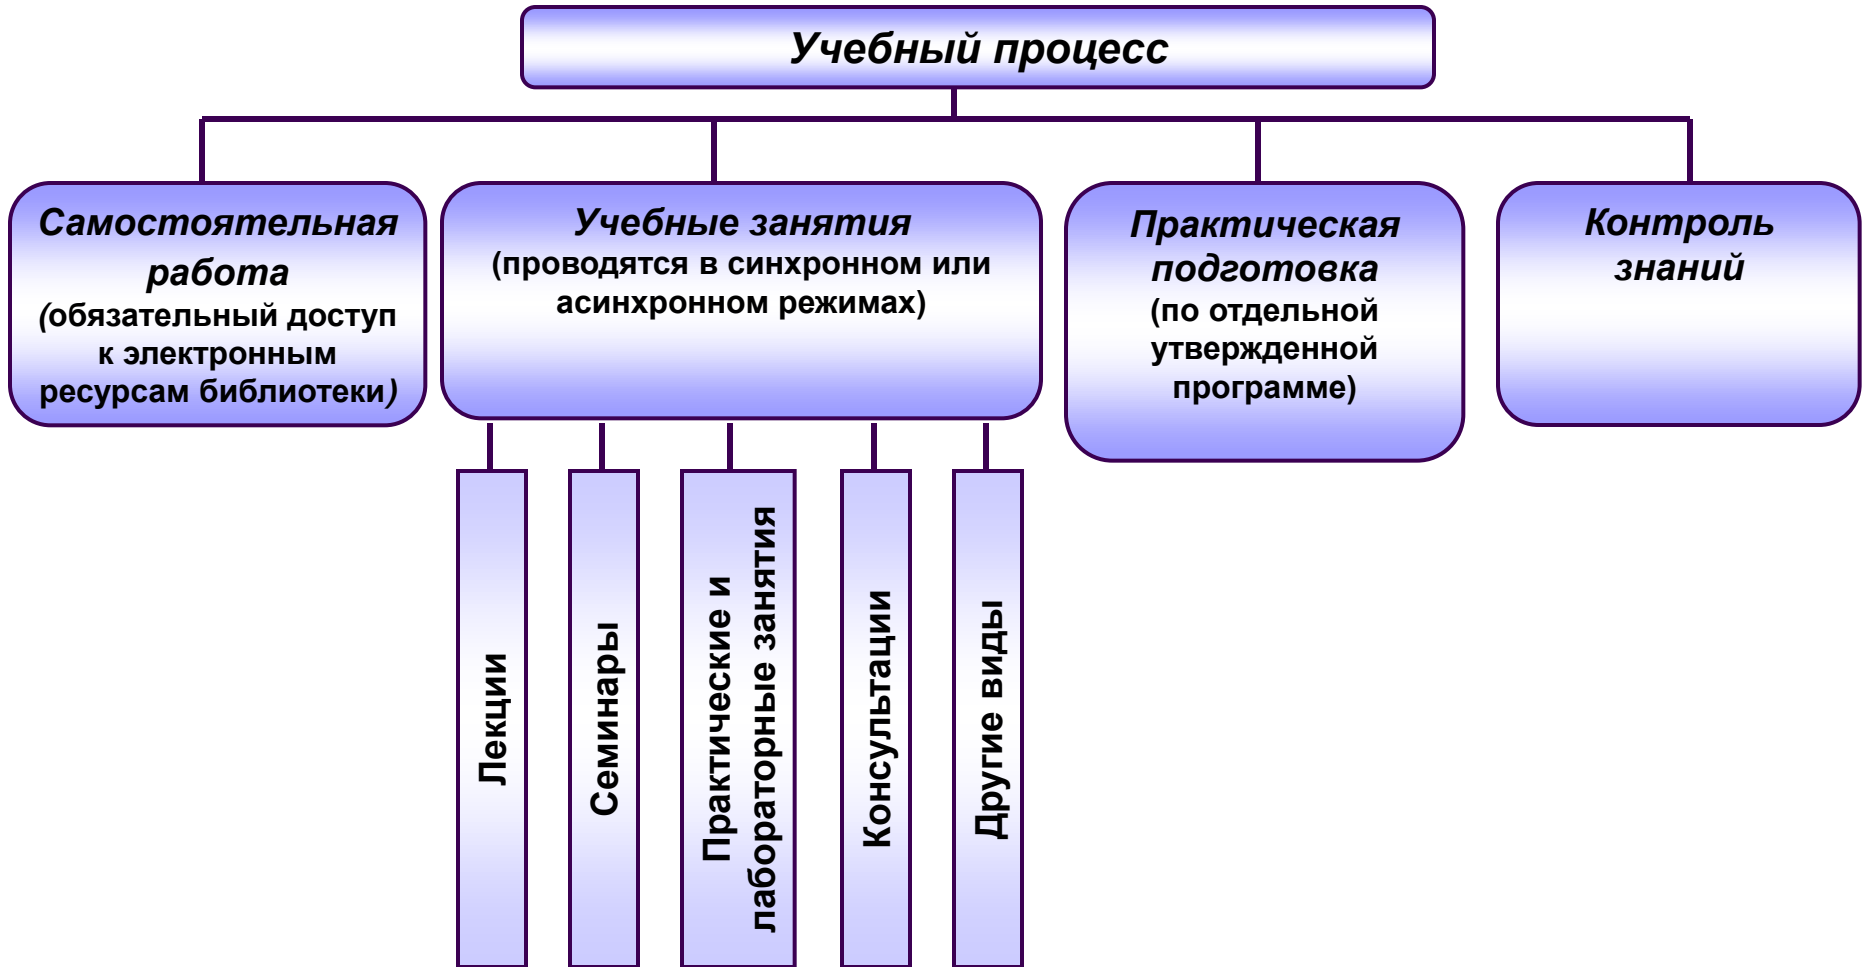 Учебный процесс
Самостоятельная
работа
(обязательный доступ
к электронным
ресурсам библиотеки)
Учебные занятия
(проводятся в синхронном или
асинхронном режимах)
Практическая
подготовка
(по отдельной
утвержденной
программе)
Контроль
знаний
Лекции
Семинары
Практические и
лабораторные занятия
Консультации
Другие виды